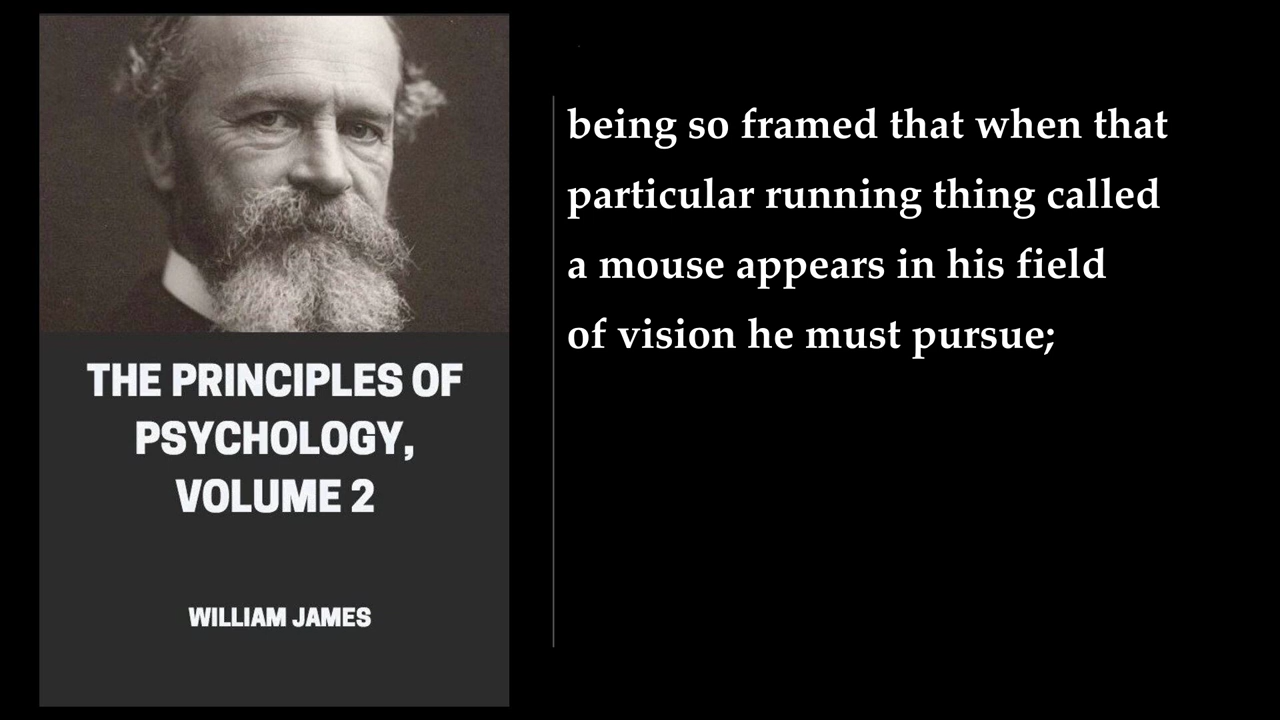 THE PRINCIPLES OF
PSYCHOLOGY,
VOLUME 2
WILLIAM JAMES
being so framed that when that
particular running thing called
a mouse appears in his field
of vision he must pursue;